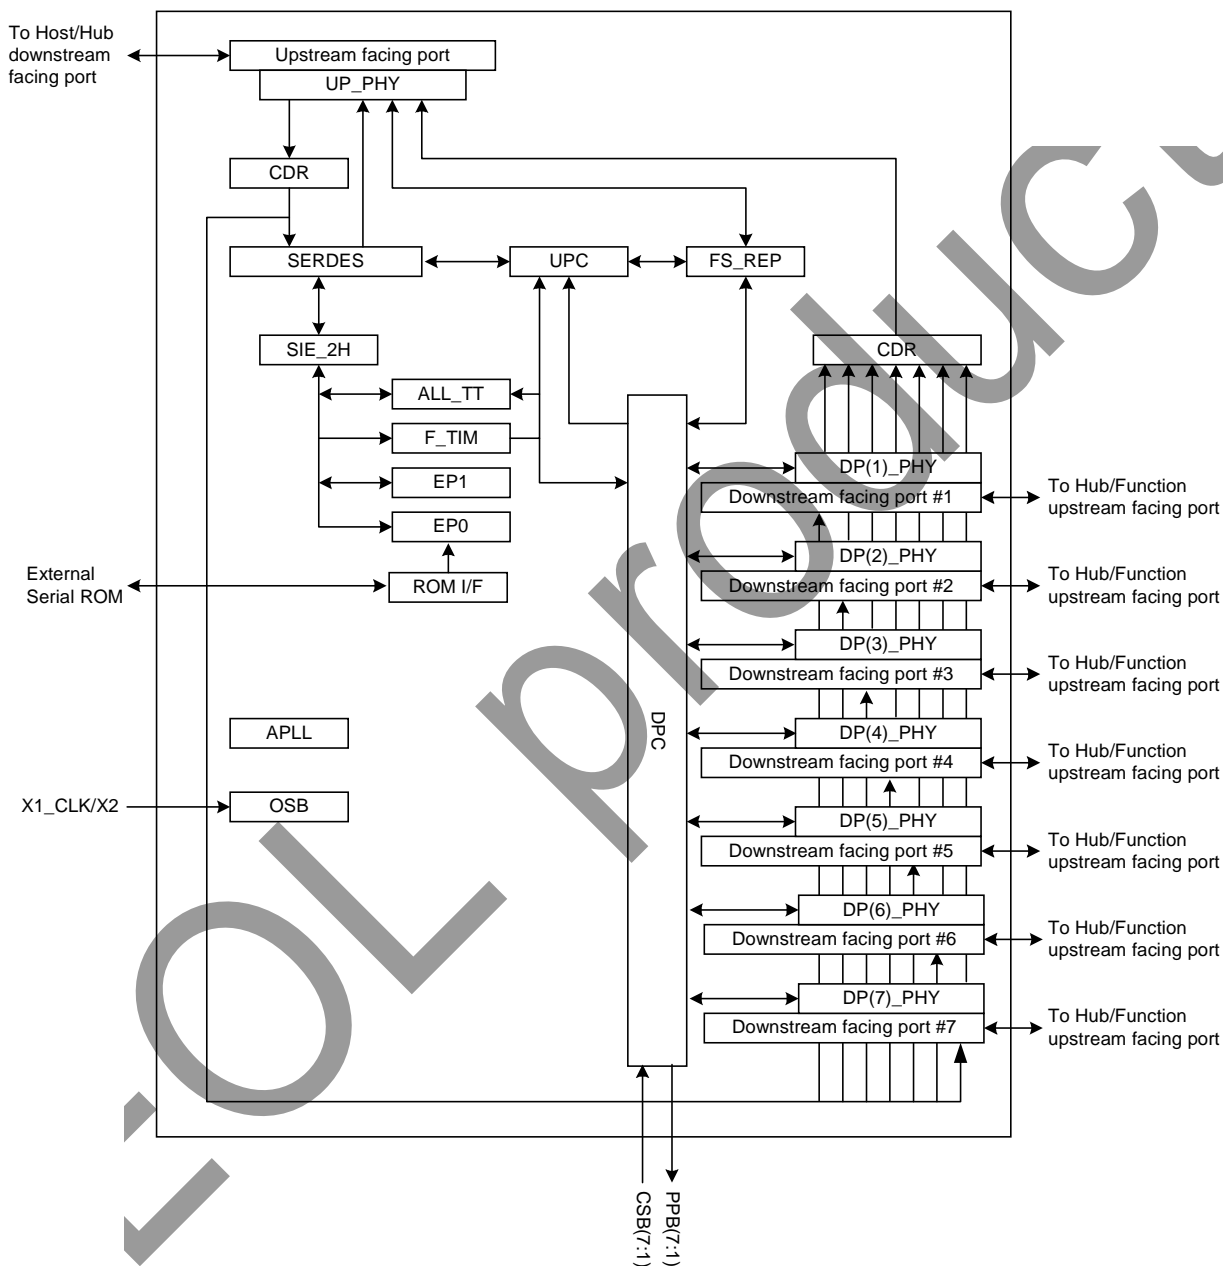 To Host/Hub
downstream
facing port
Upstream facing port
UP_PHY
CDR
SERDES
UPC
FS_REP
SIE_2H
CDR
ALL_TT
F_TIM
EP1
EP0
ROM I/F
External
Serial ROM
APLL
X1_CLK/X2
OSB
DPC
DP(1)_PHY
Downstream facing port #1
To Hub/Function
upstream facing port
DP(2)_PHY
Downstream facing port #2
To Hub/Function
upstream facing port
DP(3)_PHY
Downstream facing port #3
To Hub/Function
upstream facing port
DP(4)_PHY
Downstream facing port #4
To Hub/Function
upstream facing port
DP(5)_PHY
Downstream facing port #5
To Hub/Function
upstream facing port
DP(6)_PHY
Downstream facing port #6
To Hub/Function
upstream facing port
DP(7)_PHY
Downstream facing port #7
To Hub/Function
upstream facing port
CSB(7:1)
PPB(7:1)
EOL product